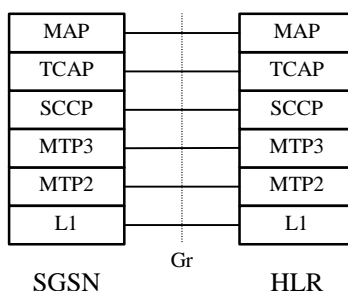 MAP MAP
TCAP TCAP
SCCP SCCP
MTP3 MTP3
MTP2 MTP2
L1 L1
Gr
SGSN HLR